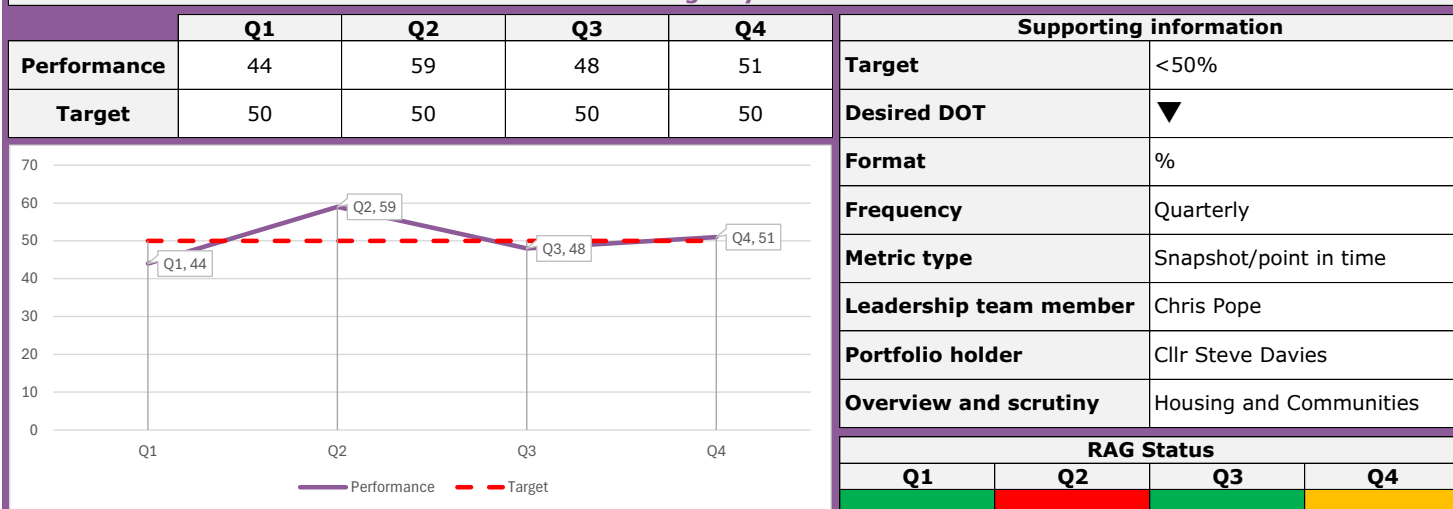 Q1 Q2 Q3 Q4
Performance 44 59 48 51
Target 50 50 50 50
70
60
50
40
30
20
10
0
Q1, 44
Q2, 59
Q3, 48
Q4, 51
Q1 Q2 Q3 Q4
Performance Target
Supporting information
Target <50%
Desired DOT ▼
Format %
Frequency Quarterly
Metric type Snapshot/point in time
Leadership team member Chris Pope
Portfolio holder Cllr Steve Davies
Overview and scrutiny Housing and Communities
RAG Status
Q1 Q2 Q3 Q4